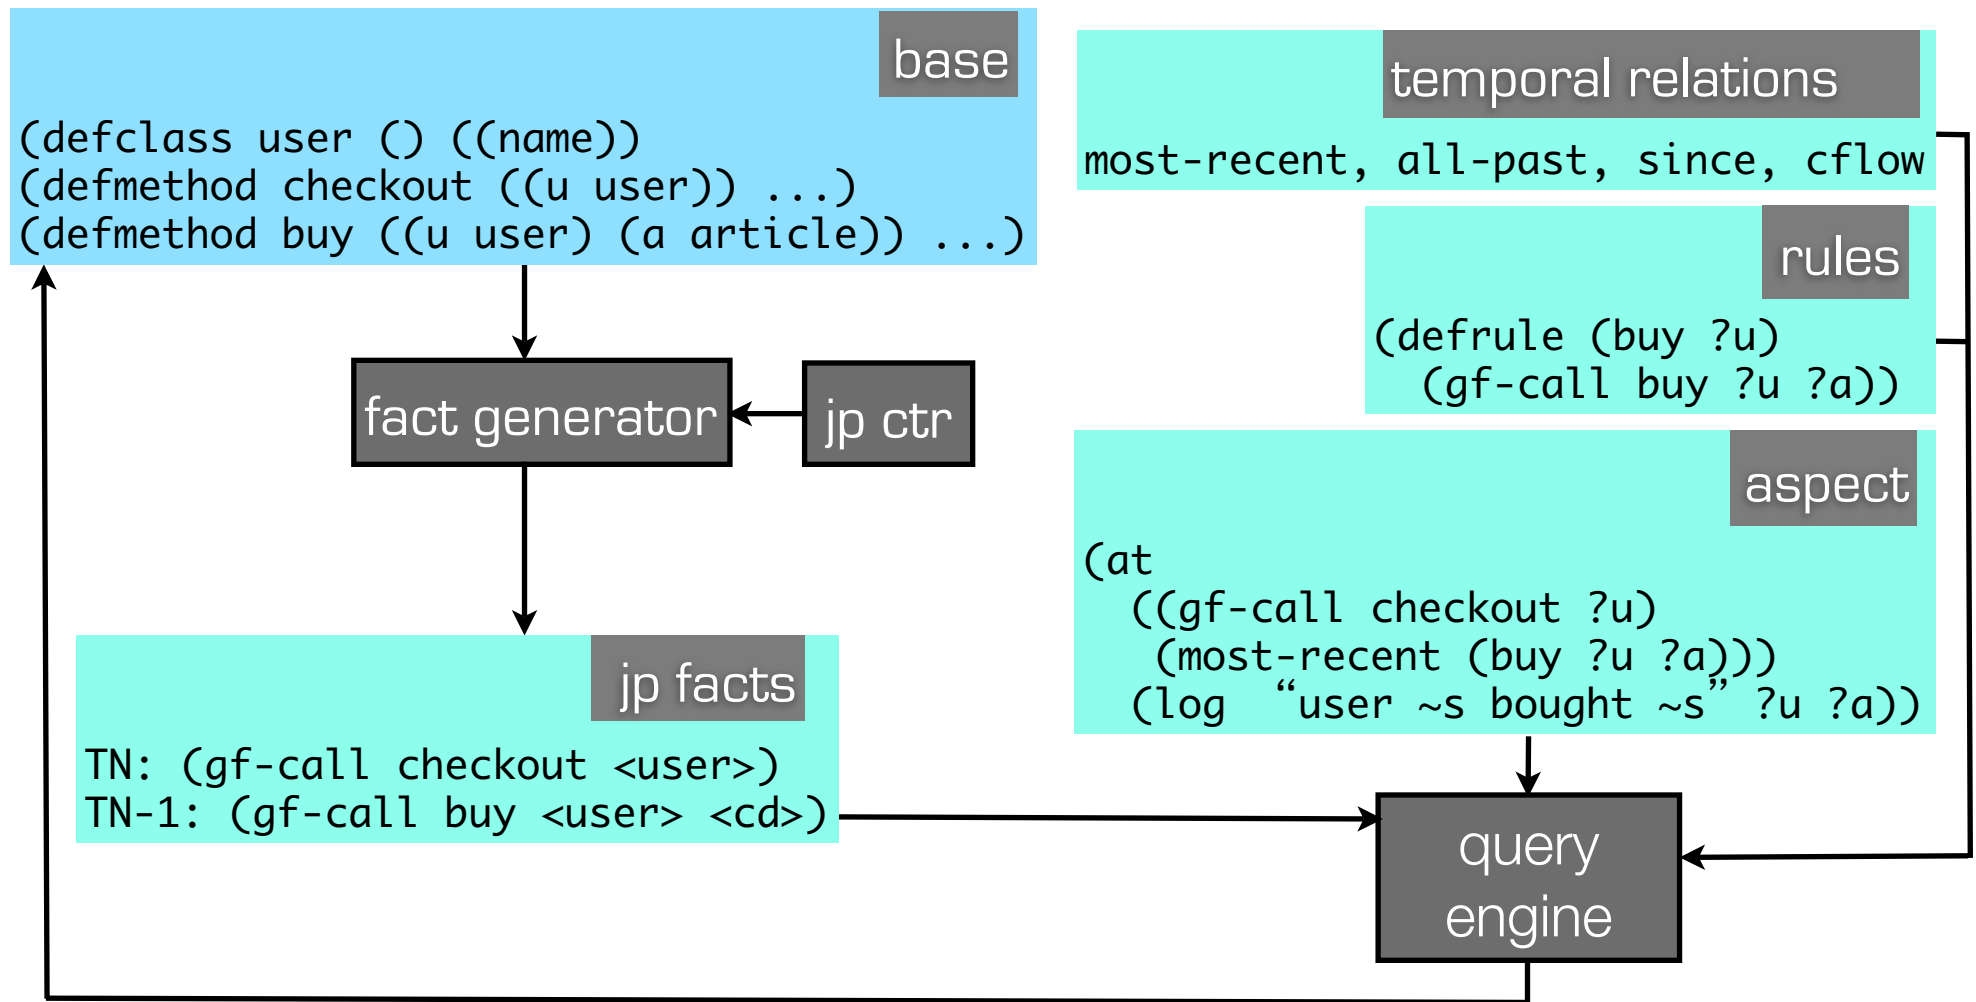 base
(defclass user () ((name))
(defmethod checkout ((u user)) ...)
(defmethod buy ((u user) (a article)) ...)
fact generator
jp ctr
jp facts
TN: (gf-call checkout <user>)
TN-1: (gf-call buy <user> <cd>)
temporal relations
most-recent, all-past, since, cflow
rules
(defrule (buy ?u)
  (gf-call buy ?u ?a))
aspect
(at
  ((gf-call checkout ?u)
   (most-recent (buy ?u ?a)))
  (log  “user ~s bought ~s” ?u ?a))
query
engine